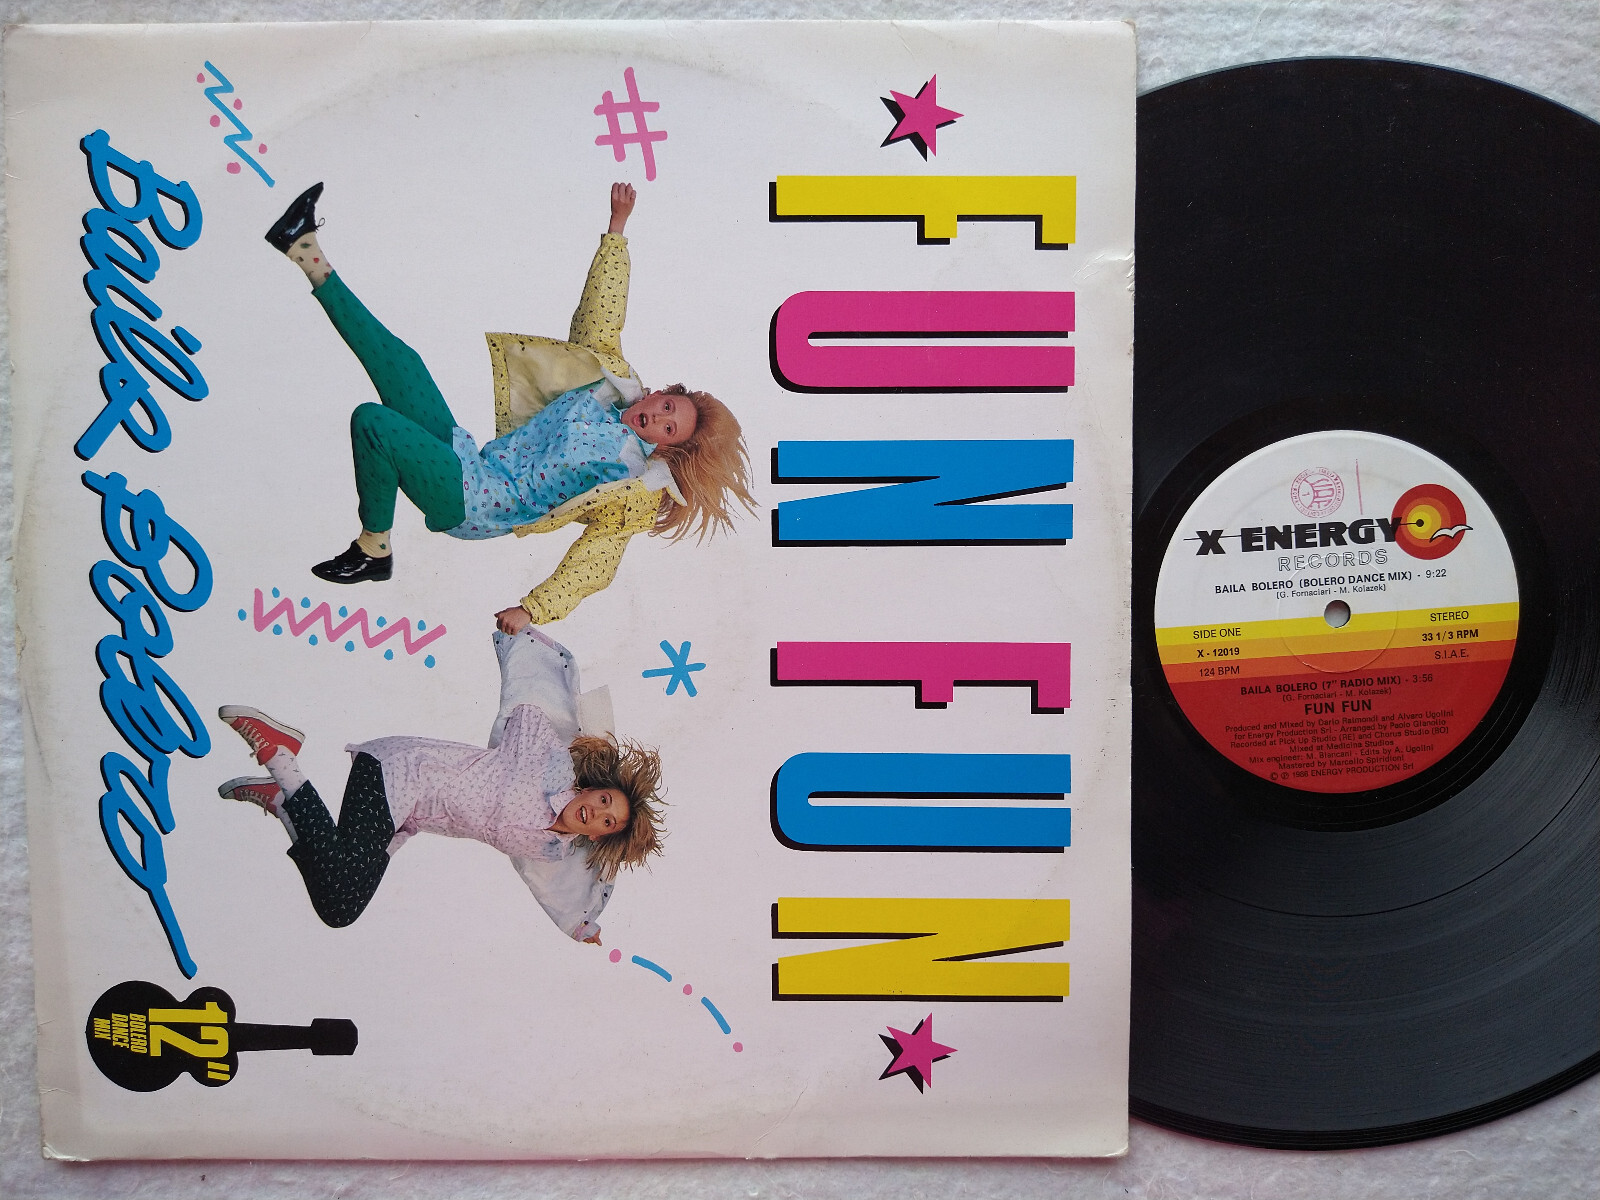 FUN FUN
Baila Bolero
12"
BOLERO
DANCE
MIX
X ENERGY
RECORDS
BAILA BOLERO (BOLERO DANCE MIX) - 9:22
(G. Fornaciari - M. Kolazek)
SIDE ONE
STEREO
X - 12019
33 1/3 RPM
124 BPM
S.I.A.E.
BAILA BOLERO (7" RADIO MIX) - 3:56
(G. Fornaciari - M. Kolazek)
FUN FUN
Produced and Mixed by Dario Raimondi and Alvaro Ugolini
for Energy Production Srl - Arranged by Paolo Gianolio
Recorded at Pick Up Studio (RE) and Chorus Studio (BO)
Mixed at Medicina Studios
Mix engineer: M. Biancani - Edits by A. Ugolini
Mastered by Marcello Spiridioni
© ℗ 1986 ENERGY PRODUCTION Srl